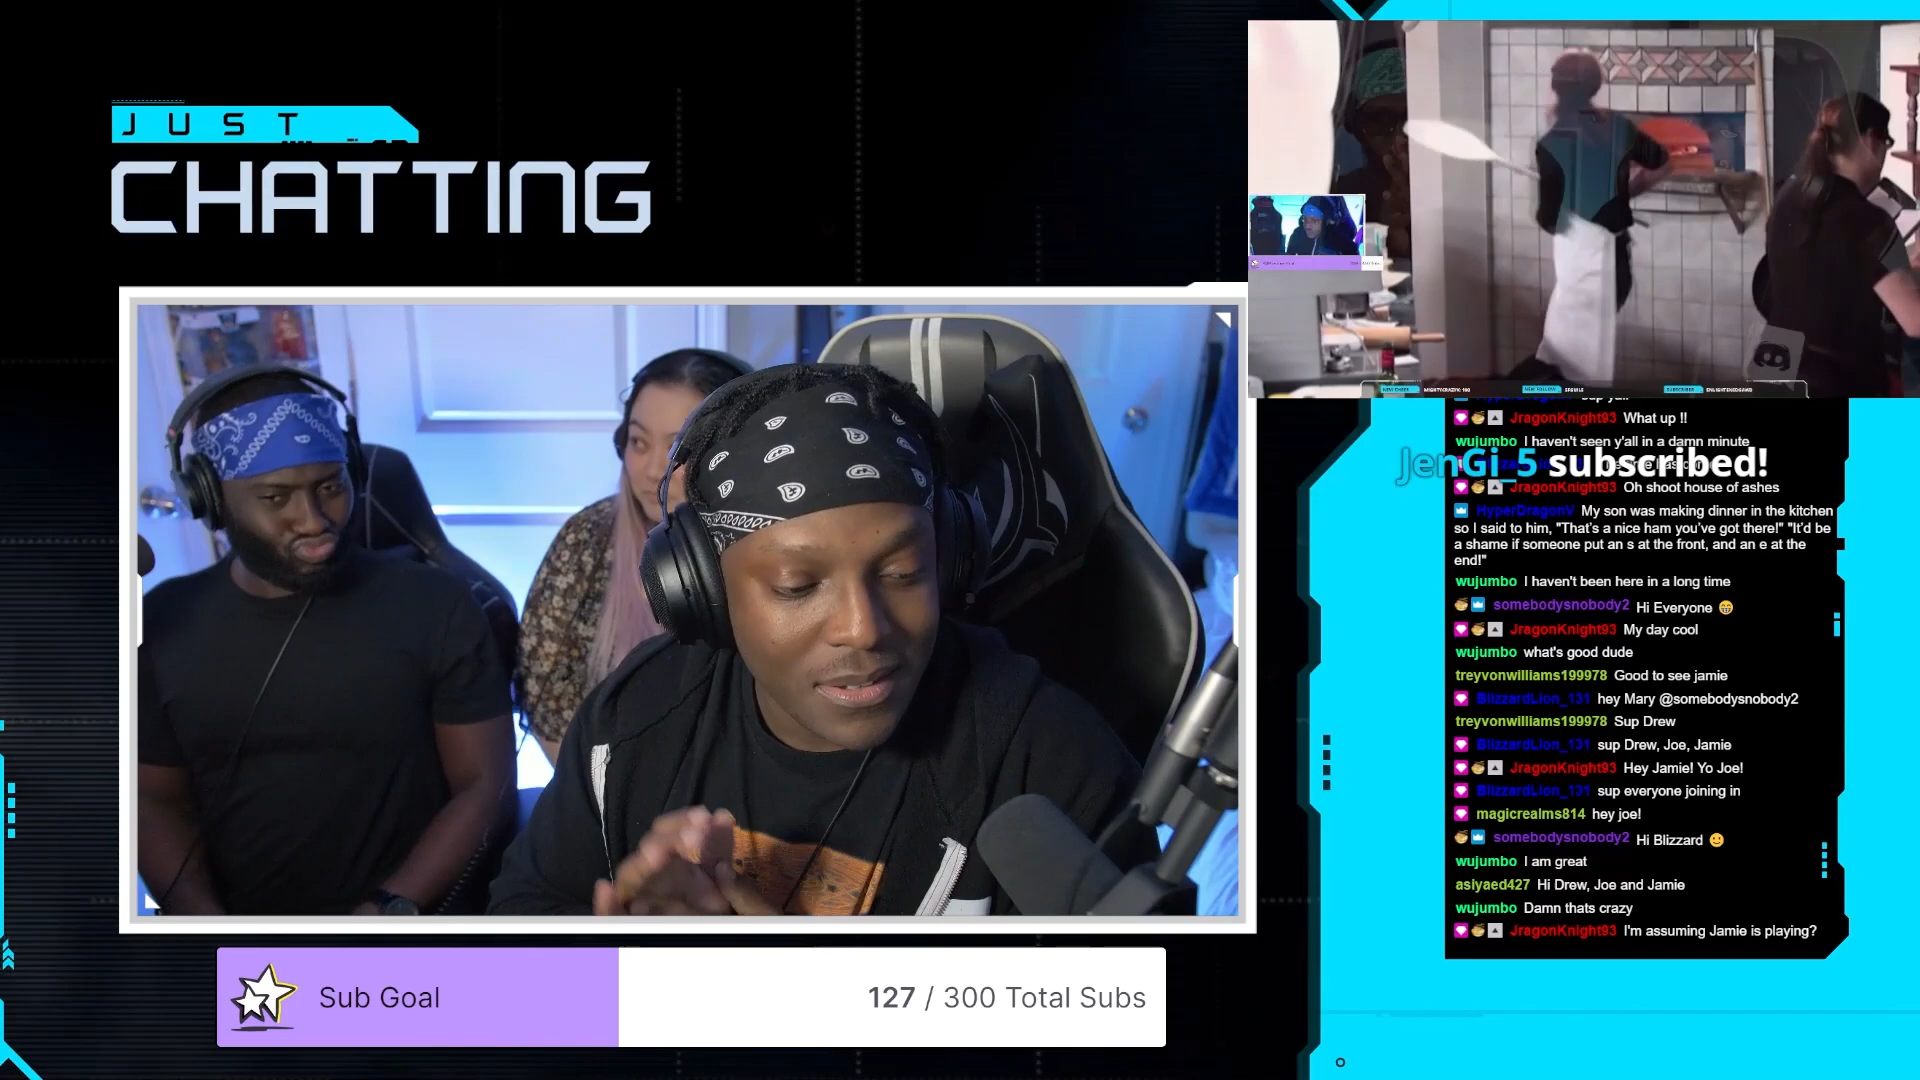 JUST
CHATTING
JenGi_5 subscribed!
JragonKnight93 What up !!
wujumbo I haven't seen y'all in a damn minute
JragonKnight93 Oh shoot house of ashes
HyperDragonV My son was making dinner in the kitchen
so I said to him, "That's a nice ham you've got there!" "It'd be
a shame if someone put an s at the front, and an e at the
end!"
wujumbo I haven't been here in a long time
somebodysnobody2 Hi Everyone 😁
JragonKnight93 My day cool
wujumbo what's good dude
treyvonwilliams199978 Good to see jamie
BlizzardLion_131 hey Mary @somebodysnobody2
treyvonwilliams199978 Sup Drew
BlizzardLion_131 sup Drew, Joe, Jamie
JragonKnight93 Hey Jamie! Yo Joe!
BlizzardLion_131 sup everyone joining in
magicrealms814 hey joe!
somebodysnobody2 Hi Blizzard 🙂
wujumbo I am great
aslyaed427 Hi Drew, Joe and Jamie
wujumbo Damn thats crazy
JragonKnight93 I'm assuming Jamie is playing?
Sub Goal
127 / 300 Total Subs